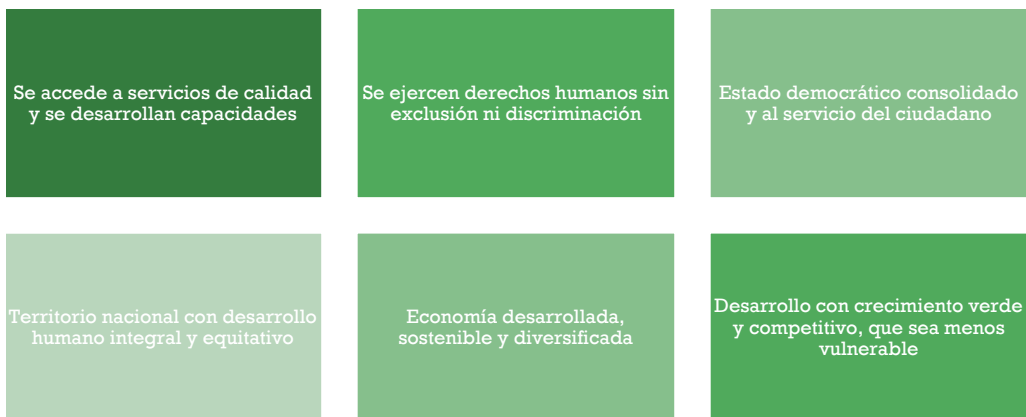 Se accede a servicios de calidad
y se desarrollan capacidades
Se ejercen derechos humanos sin
exclusión ni discriminación
Estado democrático consolidado
y al servicio del ciudadano
Territorio nacional con desarrollo
humano integral y equitativo
Economía desarrollada,
sostenible y diversificada
Desarrollo con crecimiento verde
y competitivo, que sea menos
vulnerable